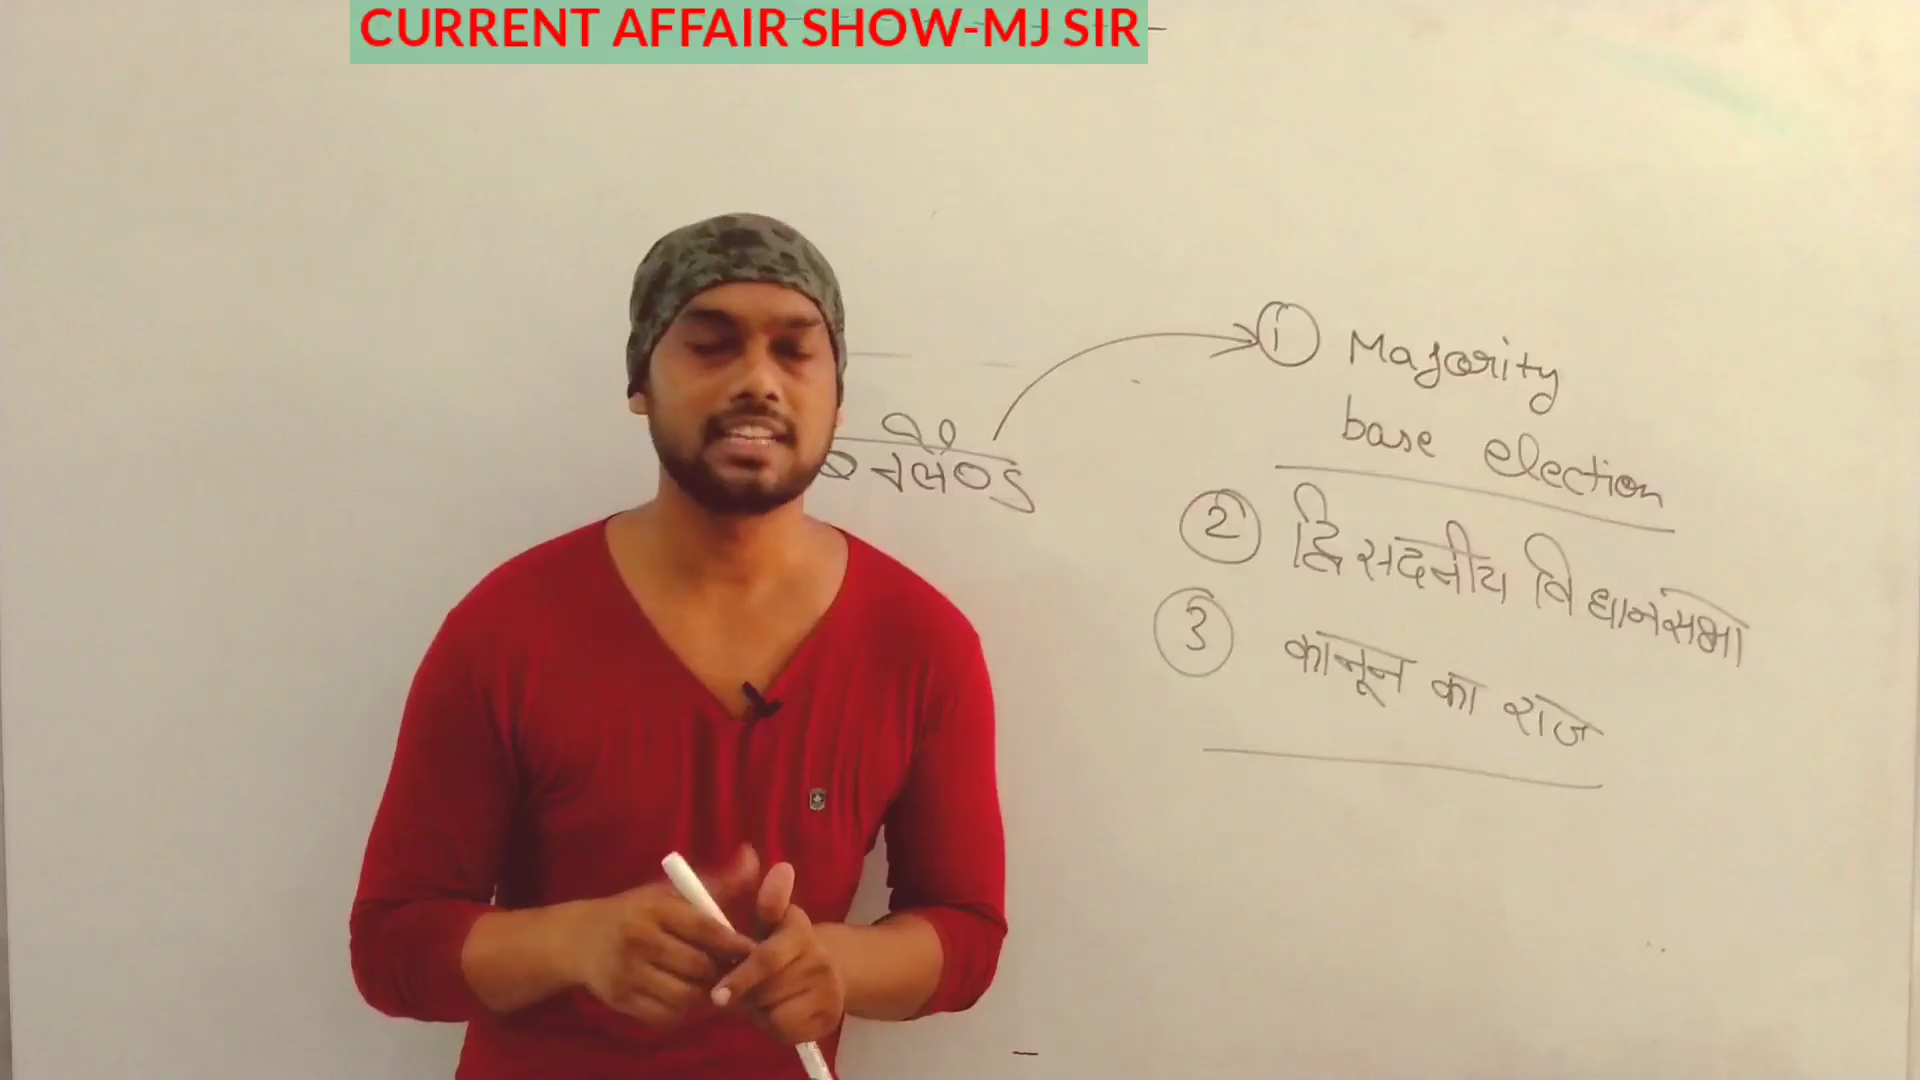 CURRENT AFFAIR SHOW-MJ SIR
① Majority
base election
② द्विसदनीय विधानसभा
③ कानून का राज